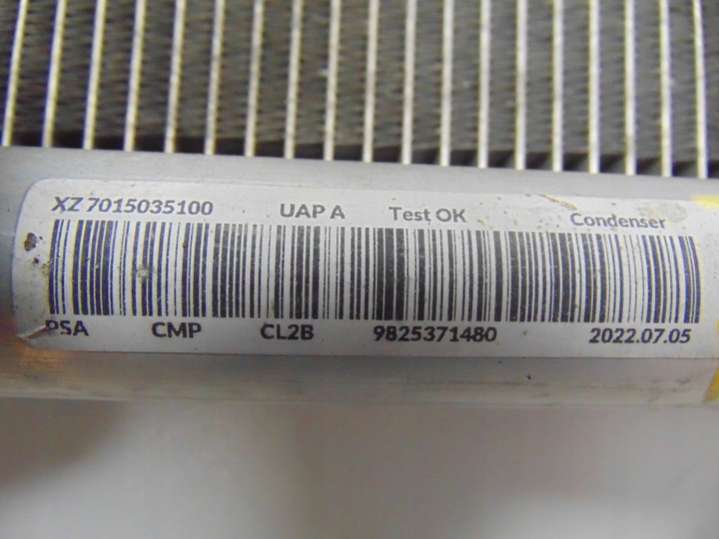 XZ 7015035100 UAP A Test OK Condenser
PSA CMP CL2B 9825371480 2022.07.05